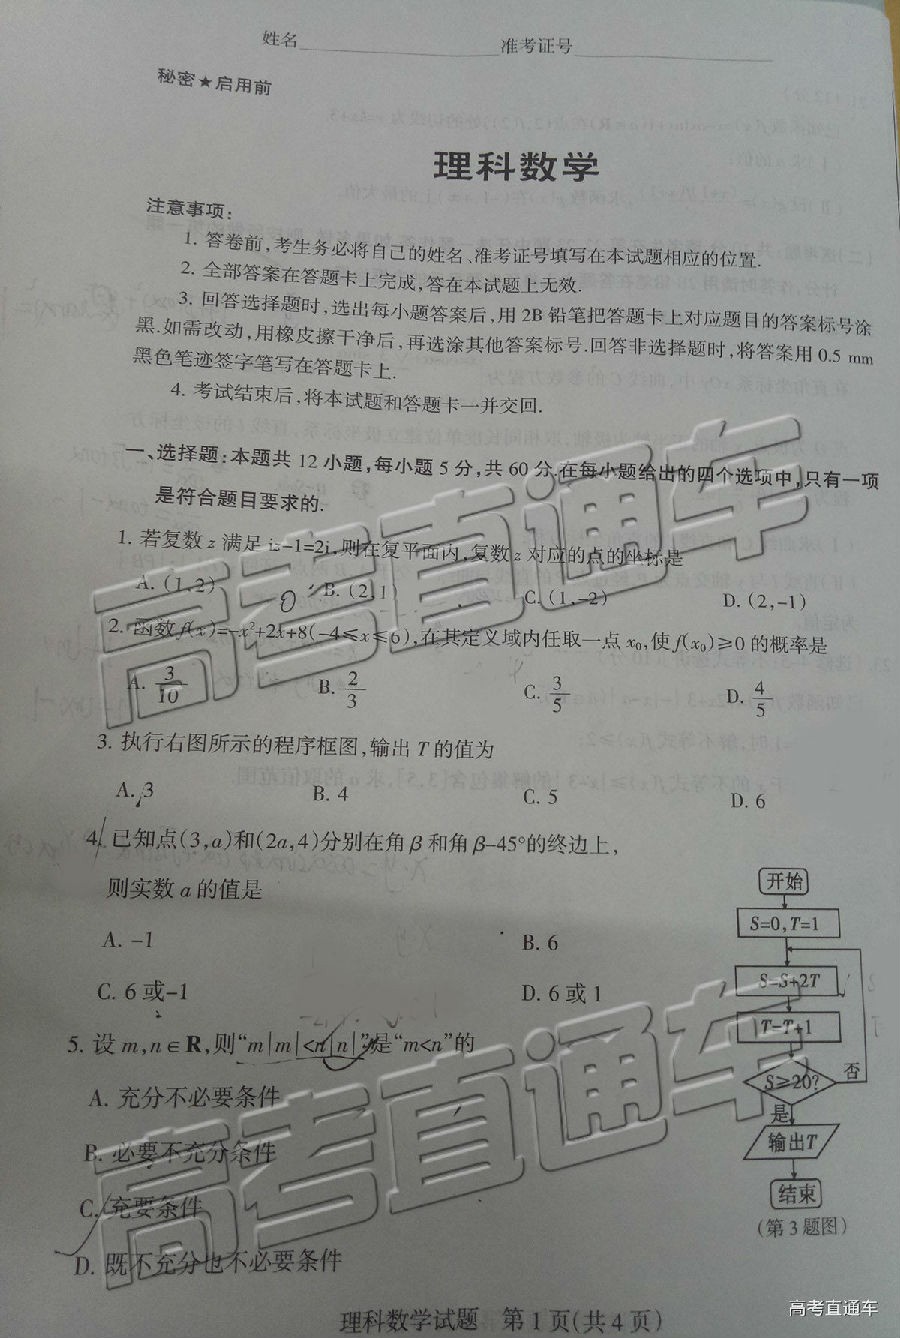 姓名____________________准考证号____________________
秘密★启用前
理科数学
注意事项:
1. 答卷前,考生务必将自己的姓名、准考证号填写在本试题相应的位置.
2. 全部答案在答题卡上完成,答在本试题上无效.
3. 回答选择题时,选出每小题答案后,用 2B 铅笔把答题卡上对应题目的答案标号涂
黑.如需改动,用橡皮擦干净后,再选涂其他答案标号.回答非选择题时,将答案用 0.5 mm
黑色笔迹签字笔写在答题卡上.
4. 考试结束后,将本试题和答题卡一并交回.
一、选择题:本题共 12 小题,每小题 5 分,共 60 分.在每小题给出的四个选项中,只有一项
是符合题目要求的.
1. 若复数 z 满足 iz-1=2i,则在复平面内,复数 z 对应的点的坐标是
A. (1,2) B. (2,1) C. (1,-2) D. (2,-1)
2. 函数 f(x)=-x²+2x+8(-4≤x≤6),在其定义域内任取一点 x₀,使 f(x₀)≥0 的概率是
A. 3/10 B. 2/3 C. 3/5 D. 4/5
3. 执行右图所示的程序框图,输出 T 的值为
A. 3 B. 4 C. 5 D. 6
4. 已知点(3,a)和(2a,4)分别在角 β 和角 β-45°的终边上,
则实数 a 的值是
A. -1 B. 6
C. 6 或-1 D. 6 或 1
5. 设 m,n∈R,则“m|m|<n|n|”是“m<n”的
A. 充分不必要条件
B. 必要不充分条件
C. 充要条件
D. 既不充分也不必要条件
开始
S=0,T=1
S=S+2T
T=T+1
S≥20?
否
是
输出T
结束
(第 3 题图)
理科数学试题 第 1 页(共 4 页)
高考直通车
高考直通车
高考直通车